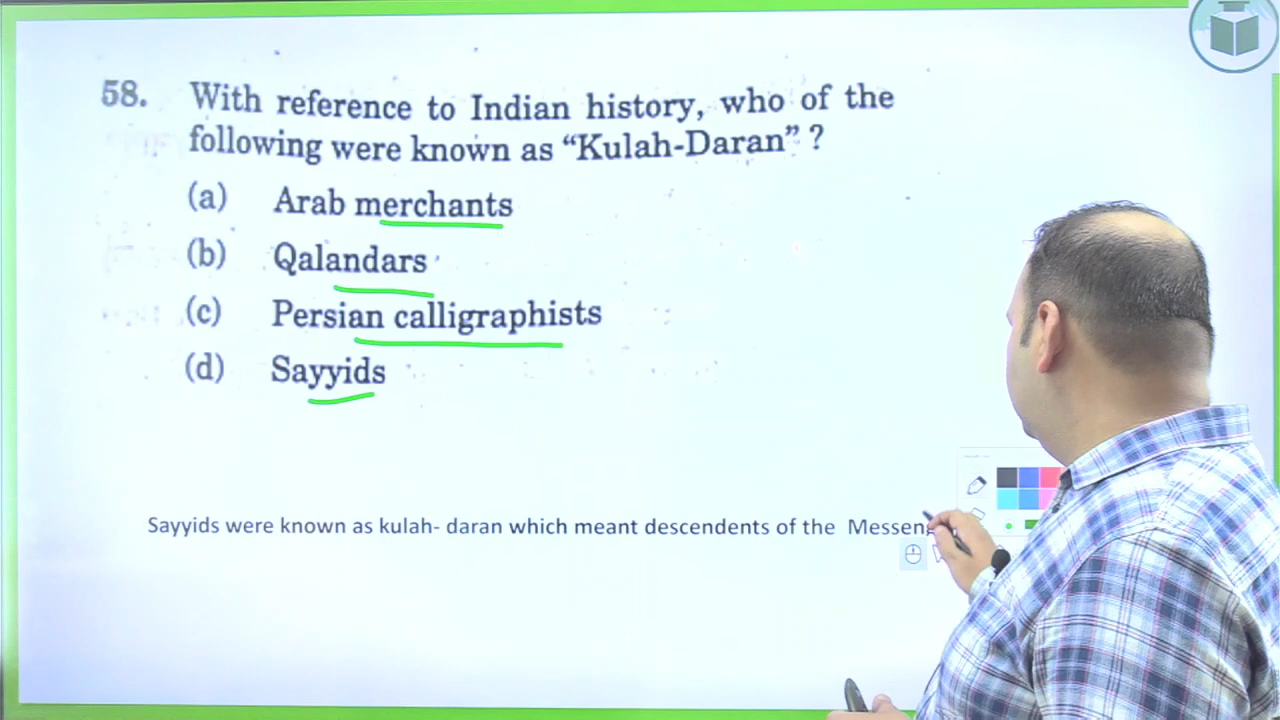 58. With reference to Indian history, who of the
following were known as “Kulah-Daran” ?
(a) Arab merchants
(b) Qalandars
(c) Persian calligraphists
(d) Sayyids
Sayyids were known as kulah- daran which meant descendents of the